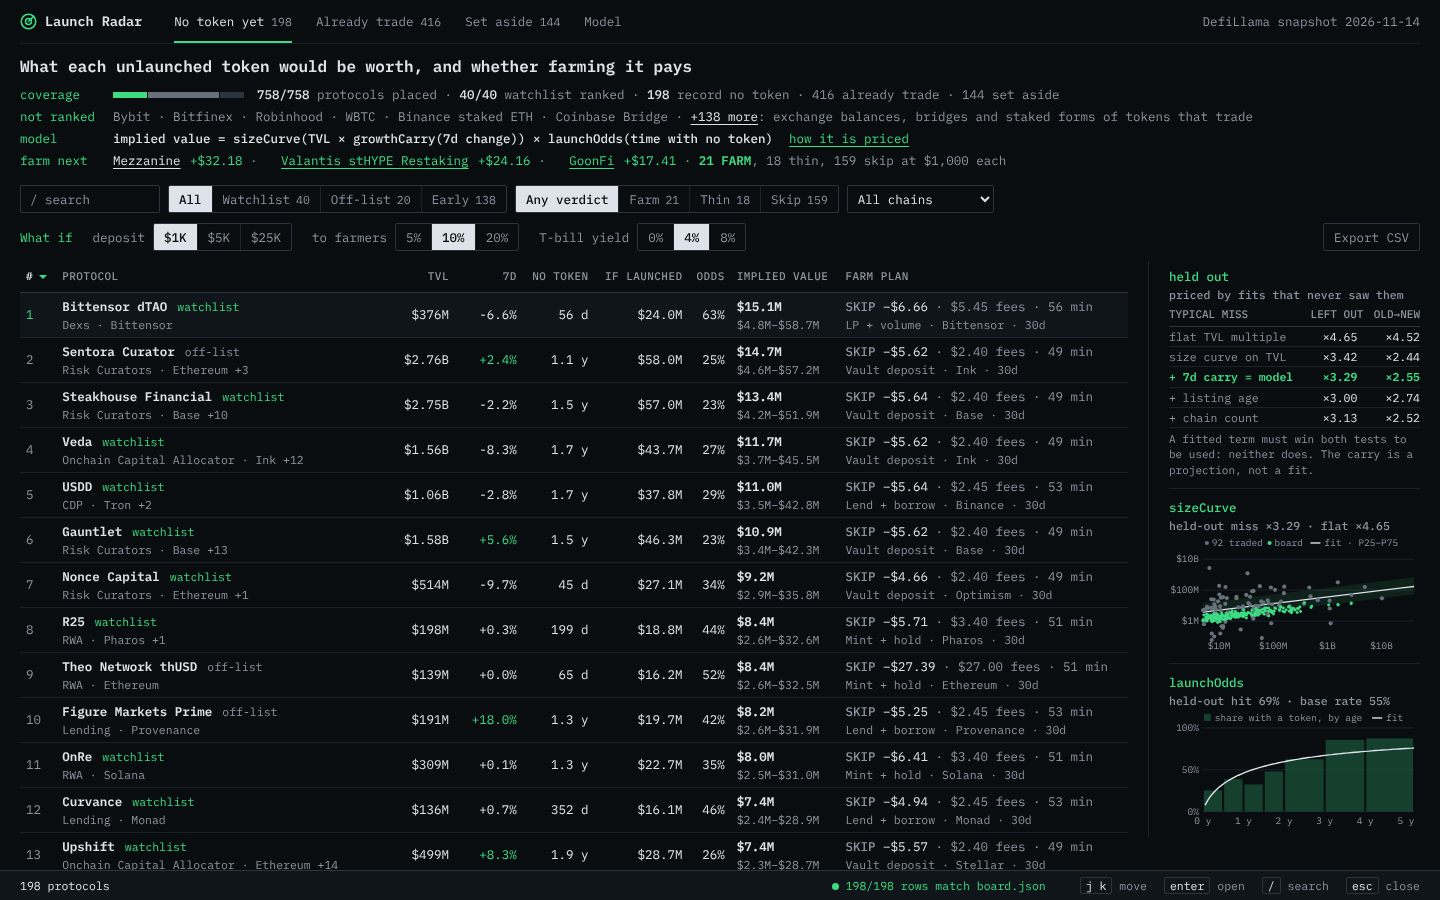 Launch Radar No token yet 198 Already trade 416 Set aside 144 Model DefiLlama snapshot 2026-11-14
What each unlaunched token would be worth, and whether farming it pays
coverage 758/758 protocols placed · 40/40 watchlist ranked · 198 record no token · 416 already trade · 144 set aside
not ranked Bybit · Bitfinex · Robinhood · WBTC · Binance staked ETH · Coinbase Bridge · +138 more: exchange balances, bridges and staked forms of tokens that trade
model implied value = sizeCurve(TVL × growthCarry(7d change)) × launchOdds(time with no token) how it is priced
farm next Mezzanine +$32.18 · Valantis stHYPE Restaking +$24.16 · GoonFi +$17.41 · 21 FARM, 18 thin, 159 skip at $1,000 each
/ search All Watchlist 40 Off-list 20 Early 138 Any verdict Farm 21 Thin 18 Skip 159 All chains
What if deposit $1K $5K $25K to farmers 5% 10% 20% T-bill yield 0% 4% 8% Export CSV
# PROTOCOL TVL 7D NO TOKEN IF LAUNCHED ODDS IMPLIED VALUE FARM PLAN
1 Bittensor dTAO watchlist $376M -6.6% 56 d $24.0M 63% $15.1M SKIP −$6.66 · $5.45 fees · 56 min
Dexs · Bittensor $4.8M–$58.7M LP + volume · Bittensor · 30d
2 Sentora Curator off-list $2.76B +2.4% 1.1 y $58.0M 25% $14.7M SKIP −$5.62 · $2.40 fees · 49 min
Risk Curators · Ethereum +3 $4.6M–$57.2M Vault deposit · Ink · 30d
3 Steakhouse Financial watchlist $2.75B -2.2% 1.5 y $57.0M 23% $13.4M SKIP −$5.64 · $2.40 fees · 49 min
Risk Curators · Base +10 $4.2M–$51.9M Vault deposit · Base · 30d
4 Veda watchlist $1.56B -8.3% 1.7 y $43.7M 27% $11.7M SKIP −$5.62 · $2.40 fees · 49 min
Onchain Capital Allocator · Ink +12 $3.7M–$45.5M Vault deposit · Ink · 30d
5 USDD watchlist $1.06B -2.8% 1.7 y $37.8M 29% $11.0M SKIP −$5.64 · $2.45 fees · 53 min
CDP · Tron +2 $3.5M–$42.8M Lend + borrow · Binance · 30d
6 Gauntlet watchlist $1.58B +5.6% 1.5 y $46.3M 23% $10.9M SKIP −$5.62 · $2.40 fees · 49 min
Risk Curators · Base +13 $3.4M–$42.3M Vault deposit · Base · 30d
7 Nonce Capital watchlist $514M -9.7% 45 d $27.1M 34% $9.2M SKIP −$4.66 · $2.40 fees · 49 min
Risk Curators · Ethereum +1 $2.9M–$35.8M Vault deposit · Optimism · 30d
8 R25 watchlist $198M +0.3% 199 d $18.8M 44% $8.4M SKIP −$5.71 · $3.40 fees · 51 min
RWA · Pharos +1 $2.6M–$32.6M Mint + hold · Pharos · 30d
9 Theo Network thUSD off-list $139M +0.0% 65 d $16.2M 52% $8.4M SKIP −$27.39 · $27.00 fees · 51 min
RWA · Ethereum $2.6M–$32.5M Mint + hold · Ethereum · 30d
10 Figure Markets Prime off-list $191M +18.0% 1.3 y $19.7M 42% $8.2M SKIP −$5.25 · $2.45 fees · 53 min
Lending · Provenance $2.6M–$31.9M Lend + borrow · Provenance · 30d
11 OnRe watchlist $309M +0.1% 1.3 y $22.7M 35% $8.0M SKIP −$6.41 · $3.40 fees · 51 min
RWA · Solana $2.5M–$31.0M Mint + hold · Solana · 30d
12 Curvance watchlist $136M +0.7% 352 d $16.1M 46% $7.4M SKIP −$4.94 · $2.45 fees · 53 min
Lending · Monad $2.4M–$28.9M Lend + borrow · Monad · 30d
13 Upshift watchlist $499M +8.3% 1.9 y $28.7M 26% $7.4M SKIP −$5.57 · $2.40 fees · 49 min
Onchain Capital Allocator · Ethereum +14 $2.3M–$28.7M Vault deposit · Stellar · 30d
held out
priced by fits that never saw them
TYPICAL MISS LEFT OUT OLD→NEW
flat TVL multiple ×4.65 ×4.52
size curve on TVL ×3.42 ×2.44
+ 7d carry = model ×3.29 ×2.55
+ listing age ×3.00 ×2.74
+ chain count ×3.13 ×2.52
A fitted term must win both tests to
be used: neither does. The carry is a
projection, not a fit.
sizeCurve
held-out miss ×3.29 · flat ×4.65
92 traded board fit · P25–P75
$10B
$100M
$1M
$10M $100M $1B $10B
launchOdds
held-out hit 69% · base rate 55%
share with a token, by age fit
100%
50%
0%
0 y 1 y 2 y 3 y 4 y 5 y
198 protocols 198/198 rows match board.json j k move enter open / search esc close